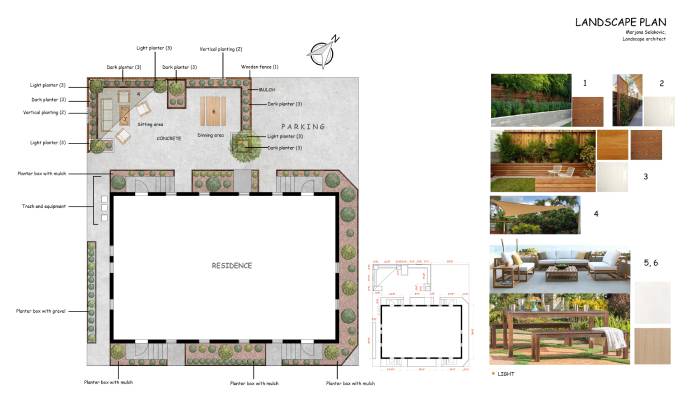 LANDSCAPE PLAN
Marjana Selakovic,
Landscape architect
N
Light planter (3)
Vertical planting (2)
Dark planter (3)
Dark planter (3)
Wooden fence (1)
Light planter (3)
MULCH
Dark planter (3)
Dark planter (3)
Vertical planting (2)
Sitting area
Dinning area
PARKING
CONCRETE
Light planter (3)
Light planter (3)
Dark planter (3)
Planter box with mulch
Trash and equipment
RESIDENCE
Planter box with gravel
Planter box with mulch
Planter box with mulch
Planter box with mulch
1
2
3
4
5, 6
LIGHT